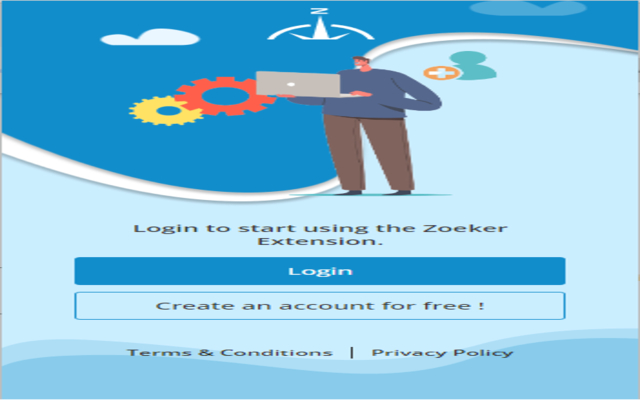 Z
Login to start using the Zoeker
Extension.
Login
Create an account for free !
Terms & Conditions | Privacy Policy